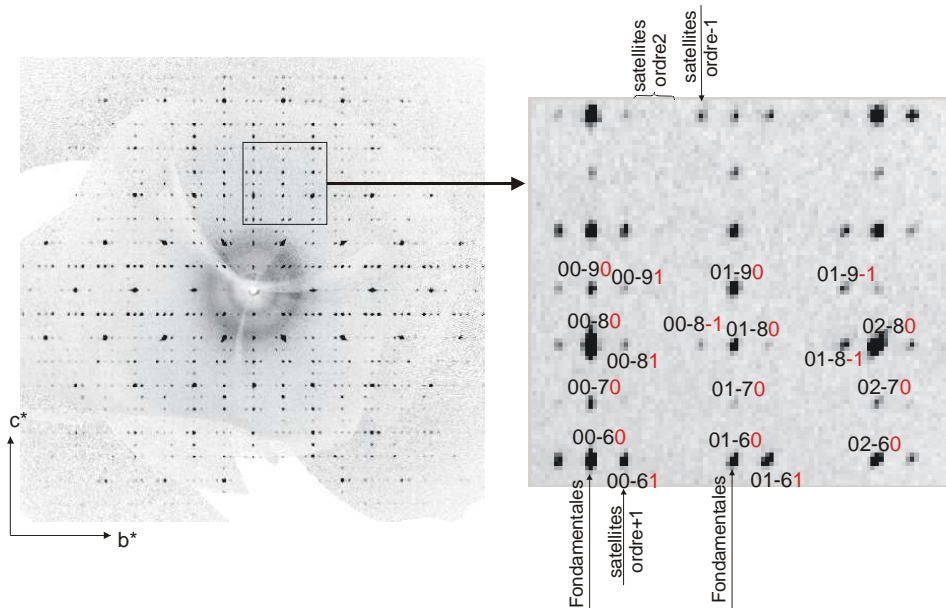 satellites
ordre2
satellites
ordre-1
00-90
00-91
01-90
01-9-1
00-80
00-8-1
01-80
02-80
00-81
01-8-1
00-70
01-70
02-70
00-60
01-60
02-60
00-61
01-61
c*
b*
Fondamentales
satellites
ordre+1
Fondamentales